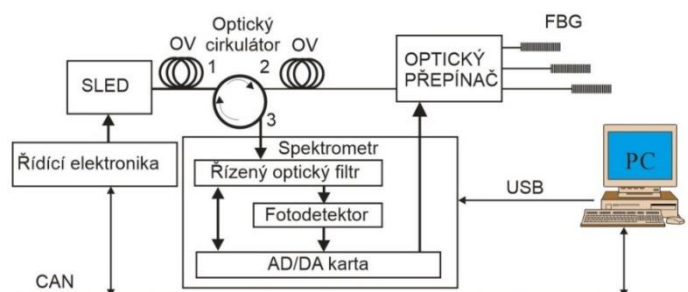 Optický
cirkulátor
OV
OV
FBG
1
2
3
SLED
OPTICKÝ
PŘEPÍNAČ
Řídící elektronika
Spektrometr
Řízený optický filtr
Fotodetektor
AD/DA karta
USB
PC
CAN